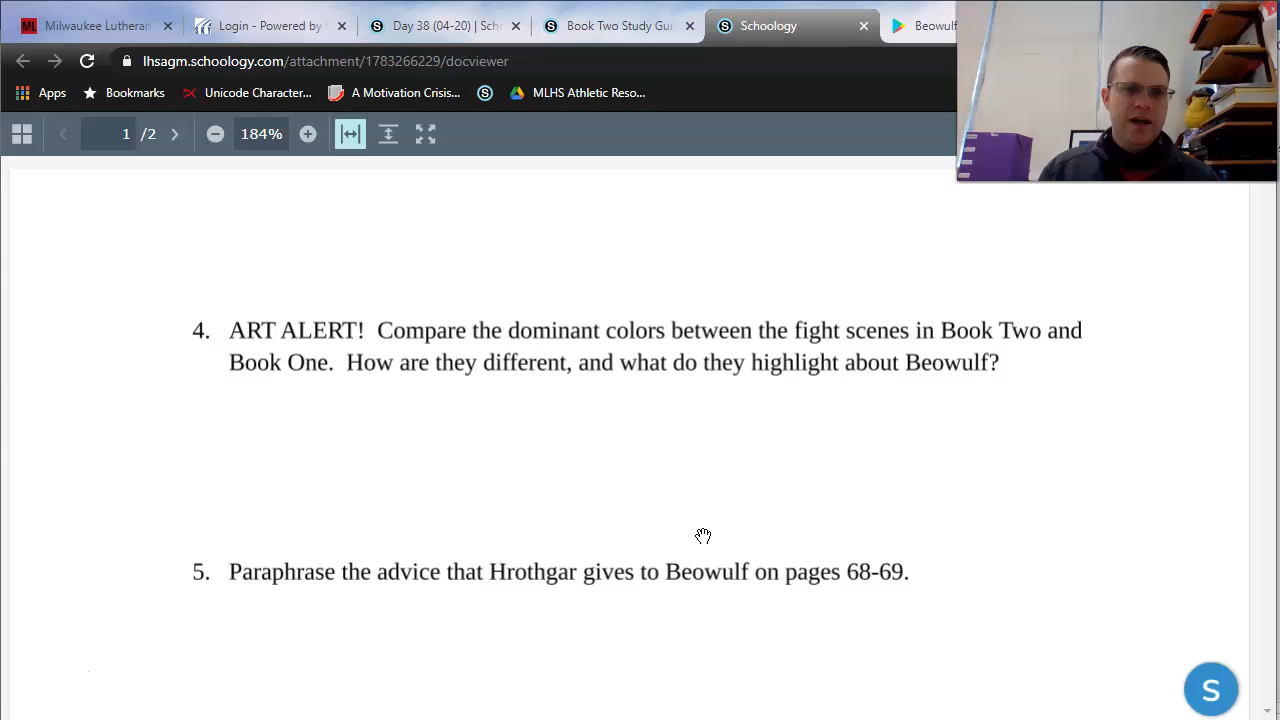 Milwaukee Lutheran
Login - Powered by
Day 38 (04-20) | Sch
Book Two Study Gui
Schoology
Beowulf
lhsagm.schoology.com/attachment/1783266229/docviewer
Apps
Bookmarks
Unicode Character...
A Motivation Crisis...
MLHS Athletic Reso...
1 /2
184%
4. ART ALERT! Compare the dominant colors between the fight scenes in Book Two and
Book One. How are they different, and what do they highlight about Beowulf?
5. Paraphrase the advice that Hrothgar gives to Beowulf on pages 68-69.
S